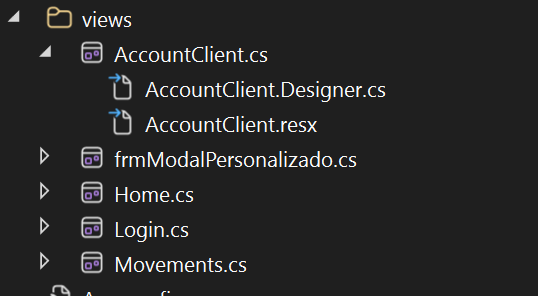 views
AccountClient.cs
AccountClient.Designer.cs
AccountClient.resx
frmModalPersonalizado.cs
Home.cs
Login.cs
Movements.cs